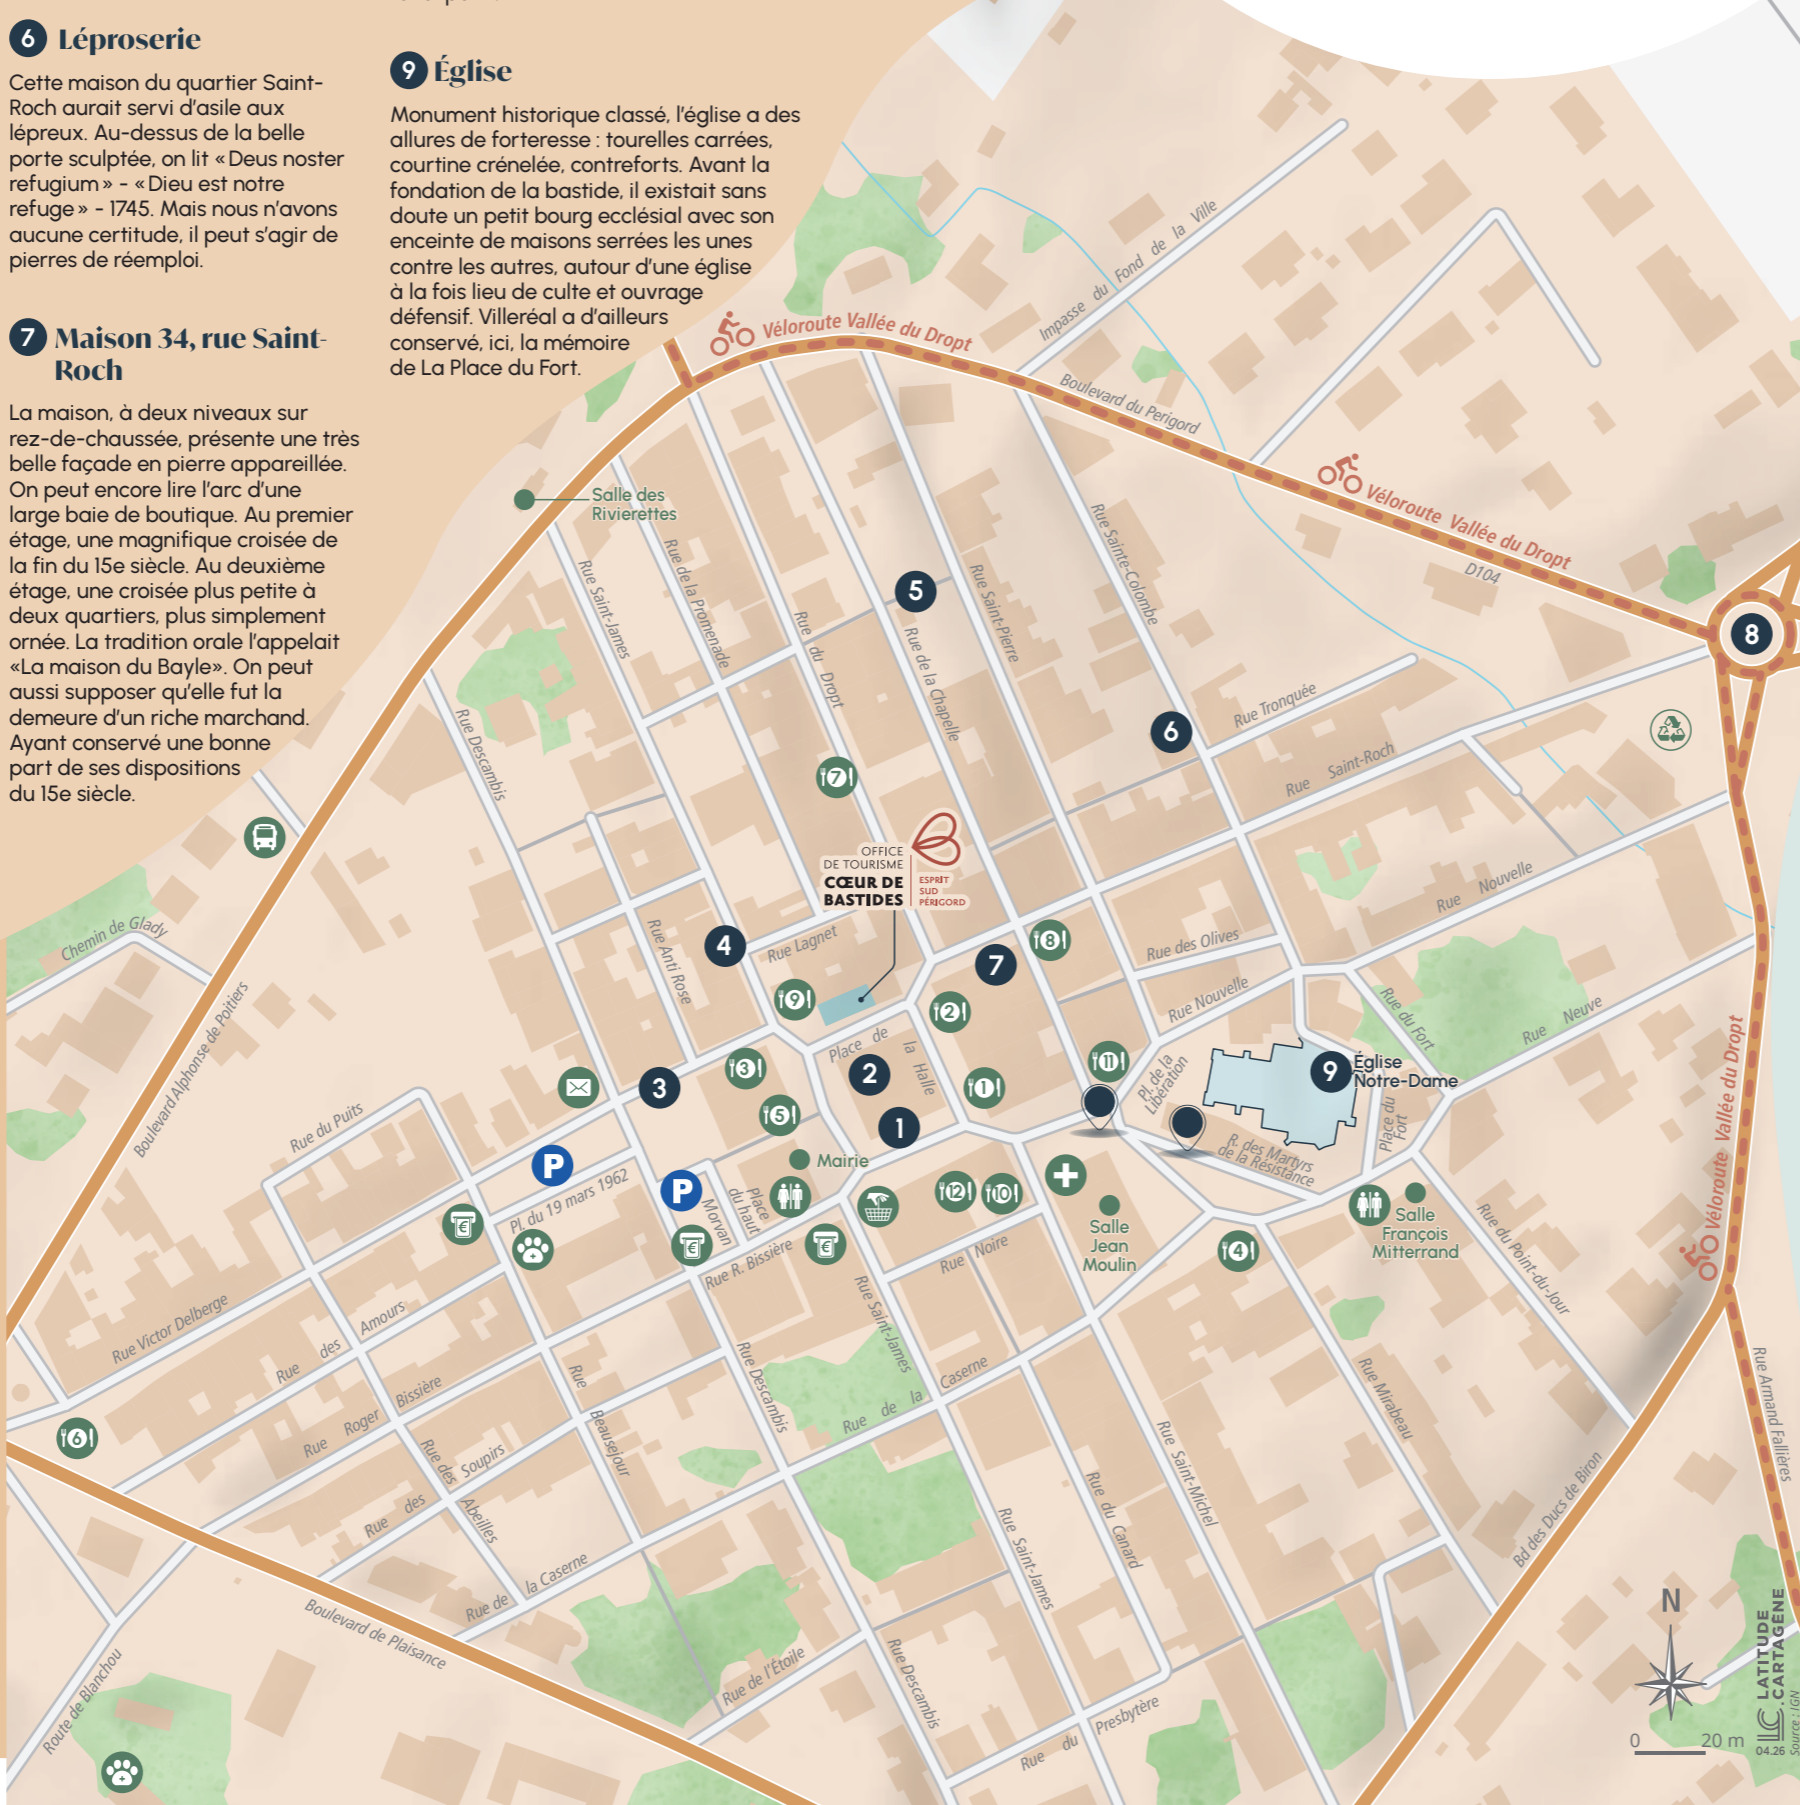 6 Léproserie
Cette maison du quartier Saint-
Roch aurait servi d'asile aux
lépreux. Au-dessus de la belle
porte sculptée, on lit « Deus noster
refugium » - « Dieu est notre
refuge » - 1745. Mais nous n'avons
aucune certitude, il peut s'agir de
pierres de réemploi.
7 Maison 34, rue Saint-
Roch
La maison, à deux niveaux sur
rez-de-chaussée, présente une très
belle façade en pierre appareillée.
On peut encore lire l'arc d'une
large baie de boutique. Au premier
étage, une magnifique croisée de
la fin du 15e siècle. Au deuxième
étage, une croisée plus petite à
deux quartiers, plus simplement
ornée. La tradition orale l'appelait
«La maison du Bayle». On peut
aussi supposer qu'elle fut la
demeure d'un riche marchand.
Ayant conservé une bonne
part de ses dispositions
du 15e siècle.
9 Église
Monument historique classé, l'église a des
allures de forteresse : tourelles carrées,
courtine crénelée, contreforts. Avant la
fondation de la bastide, il existait sans
doute un petit bourg ecclésial avec son
enceinte de maisons serrées les unes
contre les autres, autour d'une église
à la fois lieu de culte et ouvrage
défensif. Villeréal a d'ailleurs
conservé, ici, la mémoire
de La Place du Fort.
Véloroute Vallée du Dropt
Impasse du Fond de la Ville
Boulevard du Perigord
Véloroute Vallée du Dropt
D104
Salle des
Rivierettes
Rue Saint-James
Rue de la Promenade
Rue du Dropt
5
Rue de la Chapelle
Rue Saint-Pierre
Rue Sainte-Colombe
8
6
Rue Tronquée
Rue Saint-Roch
Rue Descambis
7
OFFICE
DE TOURISME
CŒUR DE
BASTIDES
ESPRIT
SUD
PÉRIGORD
Rue Nouvelle
Chemin de Glady
Boulevard Alphonse de Poitiers
Rue Anti Rose
4
Rue Lagnet
9
7
8
2
Rue des Olives
Rue Nouvelle
Rue du Fort
Rue Neuve
Place de
la Halle
3
3
2
1
11
Pl. de la
Libération
9
Église
Notre-Dame
Place du
Fort
5
1
Rue du Puits
P
Mairie
R. des Martyrs
de la Résistance
Pl. du 19 mars 1962
P
Morvan
Place
du haut
12
10
Salle
Jean
Moulin
4
Salle
François
Mitterrand
Rue du Point-du-Jour
Véloroute Vallée du Dropt
€
€
€
Rue R. Bissière
Rue Noire
Rue Saint-James
Rue Victor Delberge
Rue des Amours
Rue Roger Bissière
Rue Beausejour
Rue Descambis
Rue de la Caserne
Rue Mirabeau
Rue Armand Fallières
6
Rue des Soupirs
Rue des Abeilles
Rue Saint-Michel
Rue du Canard
Rue Saint-James
Bd des Ducs de Biron
Rue de la Caserne
Boulevard de Plaisance
Route de Blanchou
Rue de l'Étoile
Rue Descambis
Rue du Presbytère
N
0 20 m
LC LATITUDE
CARTAGÈNE
04.26
Source : IGN